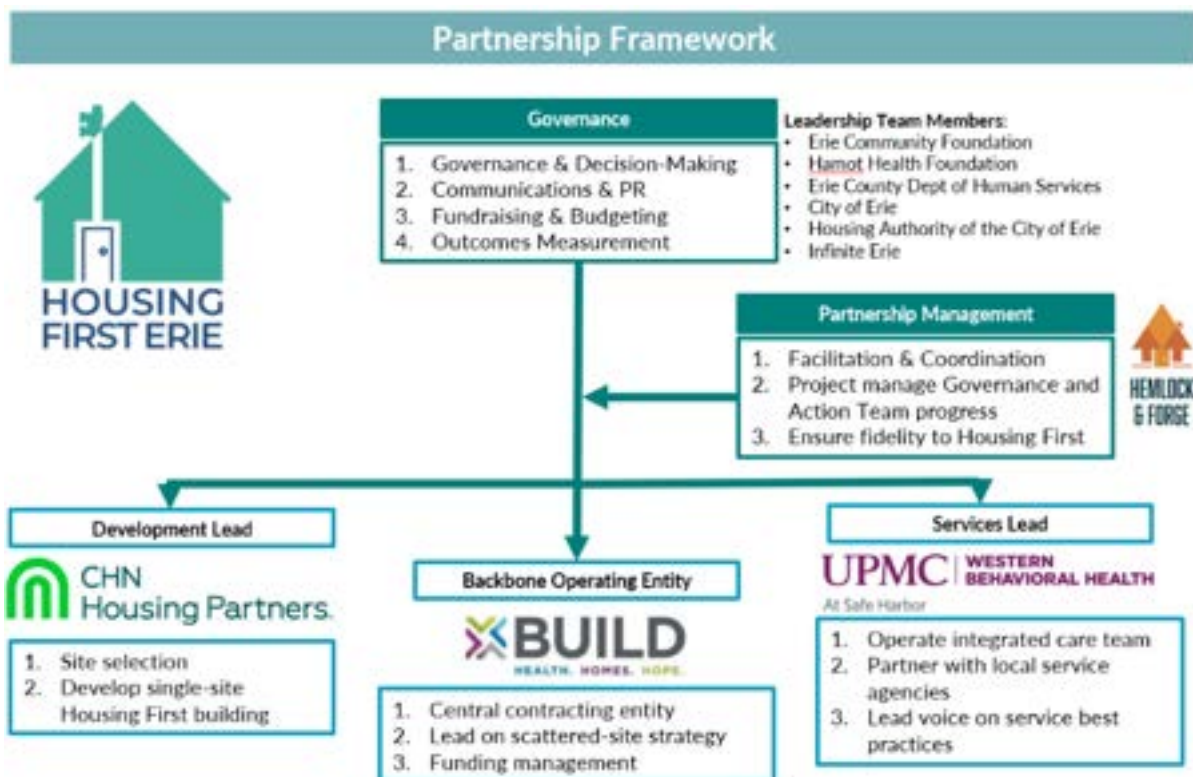 Partnership Framework
HOUSING
FIRST ERIE
Governance
1. Governance & Decision-Making
2. Communications & PR
3. Fundraising & Budgeting
4. Outcomes Measurement
Leadership Team Members:
• Erie Community Foundation
• Hamot Health Foundation
• Erie County Dept of Human Services
• City of Erie
• Housing Authority of the City of Erie
• Infinite Erie
Partnership Management
1. Facilitation & Coordination
2. Project manage Governance and
Action Team progress
3. Ensure fidelity to Housing First
HEMLOCK
& FORGE
Development Lead
CHN
Housing Partners.
1. Site selection
2. Develop single-site
Housing First building
Backbone Operating Entity
BUILD
HEALTH. HOMES. HOPE.
1. Central contracting entity
2. Lead on scattered-site strategy
3. Funding management
Services Lead
UPMC | WESTERN
BEHAVIORAL HEALTH
At Safe Harbor
1. Operate integrated care team
2. Partner with local service
agencies
3. Lead voice on service best
practices